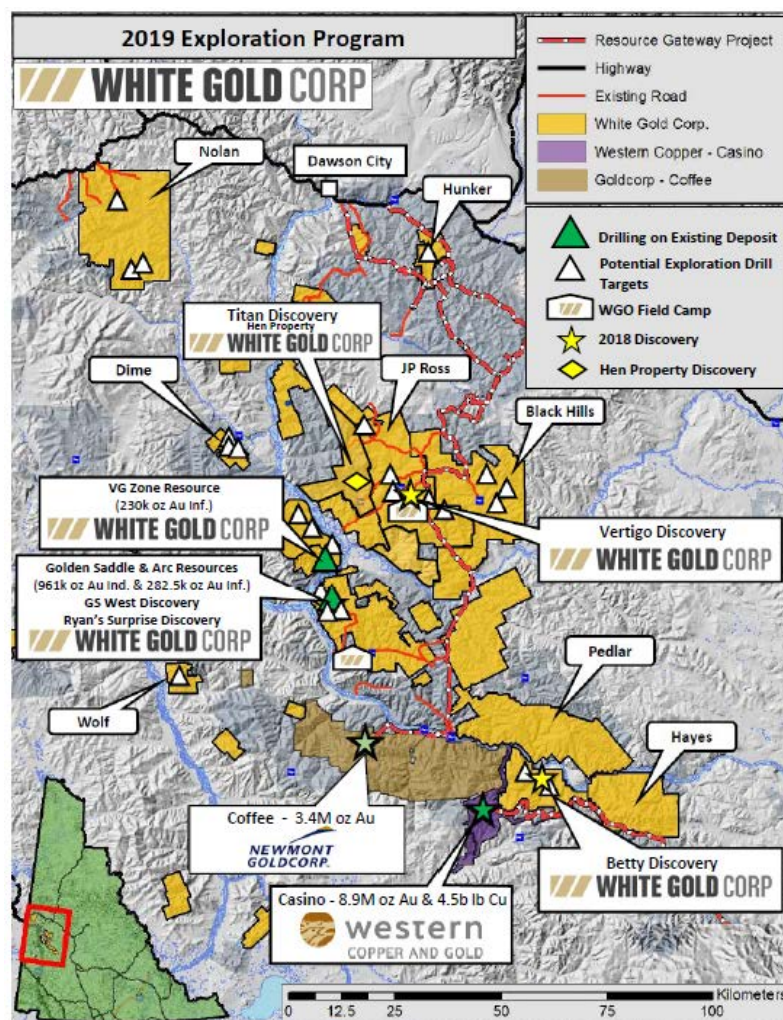 2019 Exploration Program
WHITE GOLD CORP
Resource Gateway Project
Highway
Existing Road
White Gold Corp.
Western Copper - Casino
Goldcorp - Coffee
Drilling on Existing Deposit
Potential Exploration Drill
Targets
WGO Field Camp
2018 Discovery
Hen Property Discovery
Nolan
Dawson City
Hunker
Titan Discovery
Hen Property
WHITE GOLD CORP
JP Ross
Dime
Black Hills
VG Zone Resource
(230k oz Au Inf.)
WHITE GOLD CORP
Vertigo Discovery
WHITE GOLD CORP
Golden Saddle & Arc Resources
(961k oz Au Ind. & 282.5k oz Au Inf.)
GS West Discovery
Ryan's Surprise Discovery
WHITE GOLD CORP
Pedlar
Wolf
Hayes
Coffee - 3.4M oz Au
NEWMONT
GOLDCORP.
Betty Discovery
WHITE GOLD CORP
Casino - 8.9M oz Au & 4.5b lb Cu
western
COPPER AND GOLD
Kilometers
0 12.5 25 50 75 100